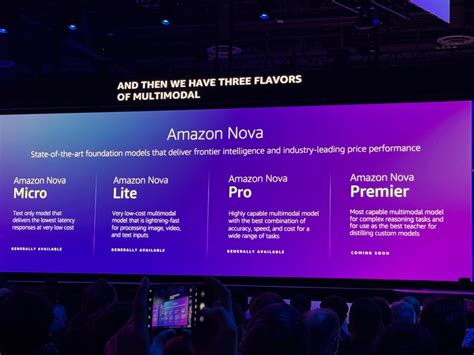 AND THEN WE HAVE THREE FLAVORS
OF MULTIMODAL
Amazon Nova
State-of-the-art foundation models that deliver frontier intelligence and industry-leading price performance
Amazon Nova
Micro
Text only model that
delivers the lowest latency
responses at very low cost
GENERALLY AVAILABLE
Amazon Nova
Lite
Very low-cost multimodal
model that is lightning-fast
for processing image, video,
and text inputs
GENERALLY AVAILABLE
Amazon Nova
Pro
Highly capable multimodal model
with the best combination of
accuracy, speed, and cost for a
wide range of tasks
GENERALLY AVAILABLE
Amazon Nova
Premier
Most capable multimodal model
for complex reasoning tasks and
for use as the best teacher for
distilling custom models
COMING SOON